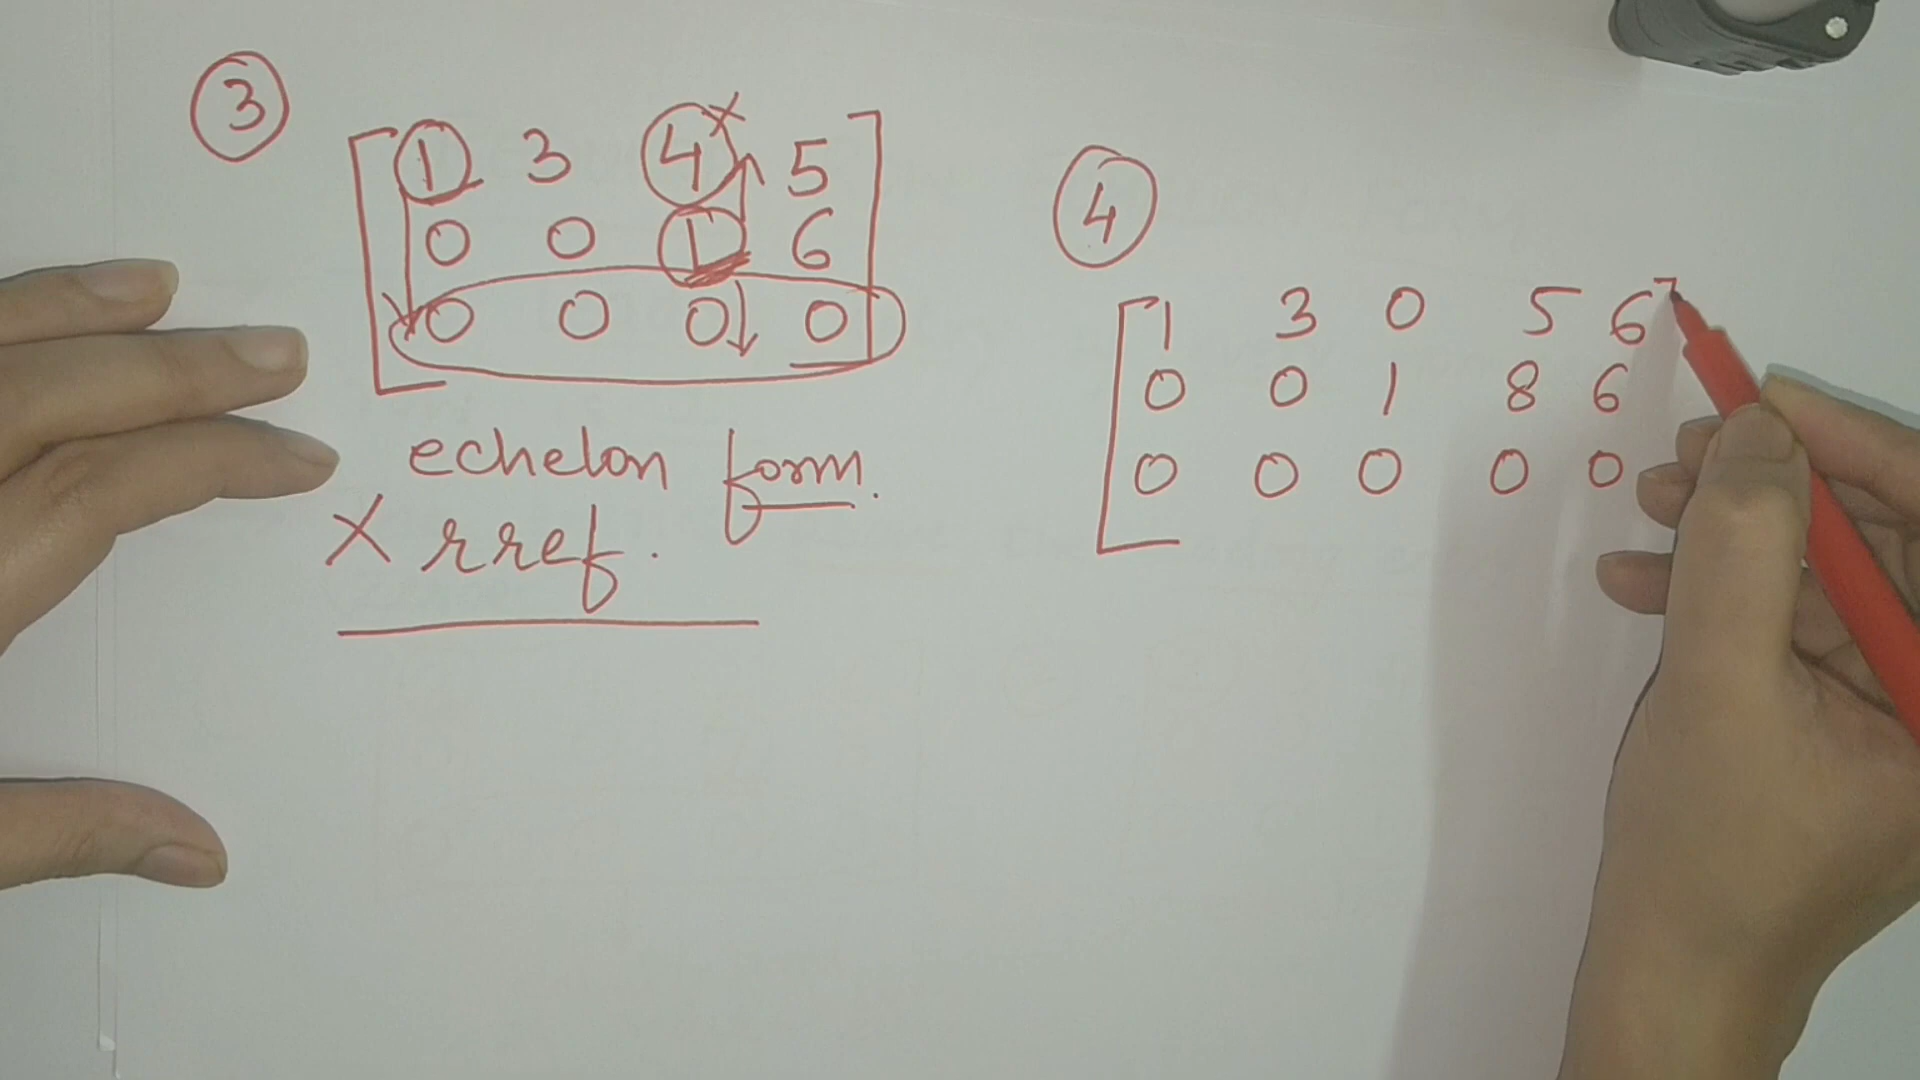 3
1 3 4 5
0 0 1 6
0 0 0 0
echelon form.
X rref.
4
1 3 0 5 6
0 0 1 8 6
0 0 0 0 0